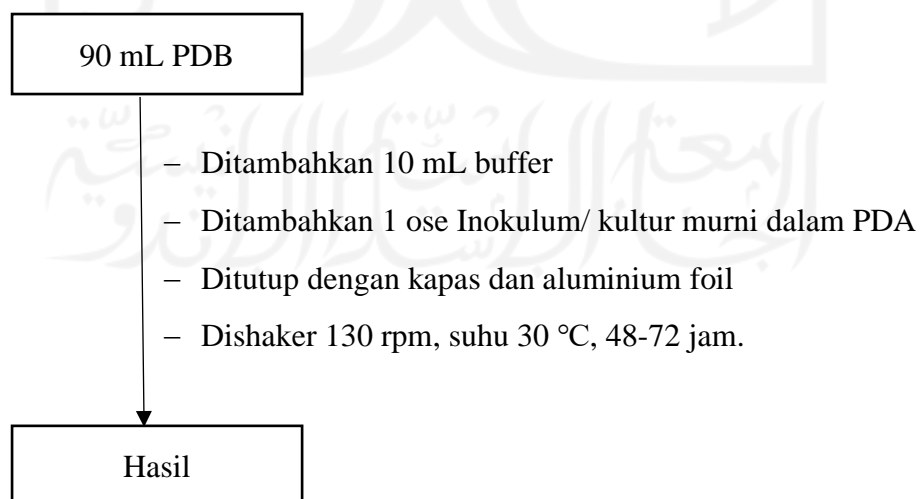 90 mL PDB
– Ditambahkan 10 mL buffer
– Ditambahkan 1 ose Inokulum/ kultur murni dalam PDA
– Ditutup dengan kapas dan aluminium foil
– Dishaker 130 rpm, suhu 30 ℃, 48-72 jam.
Hasil